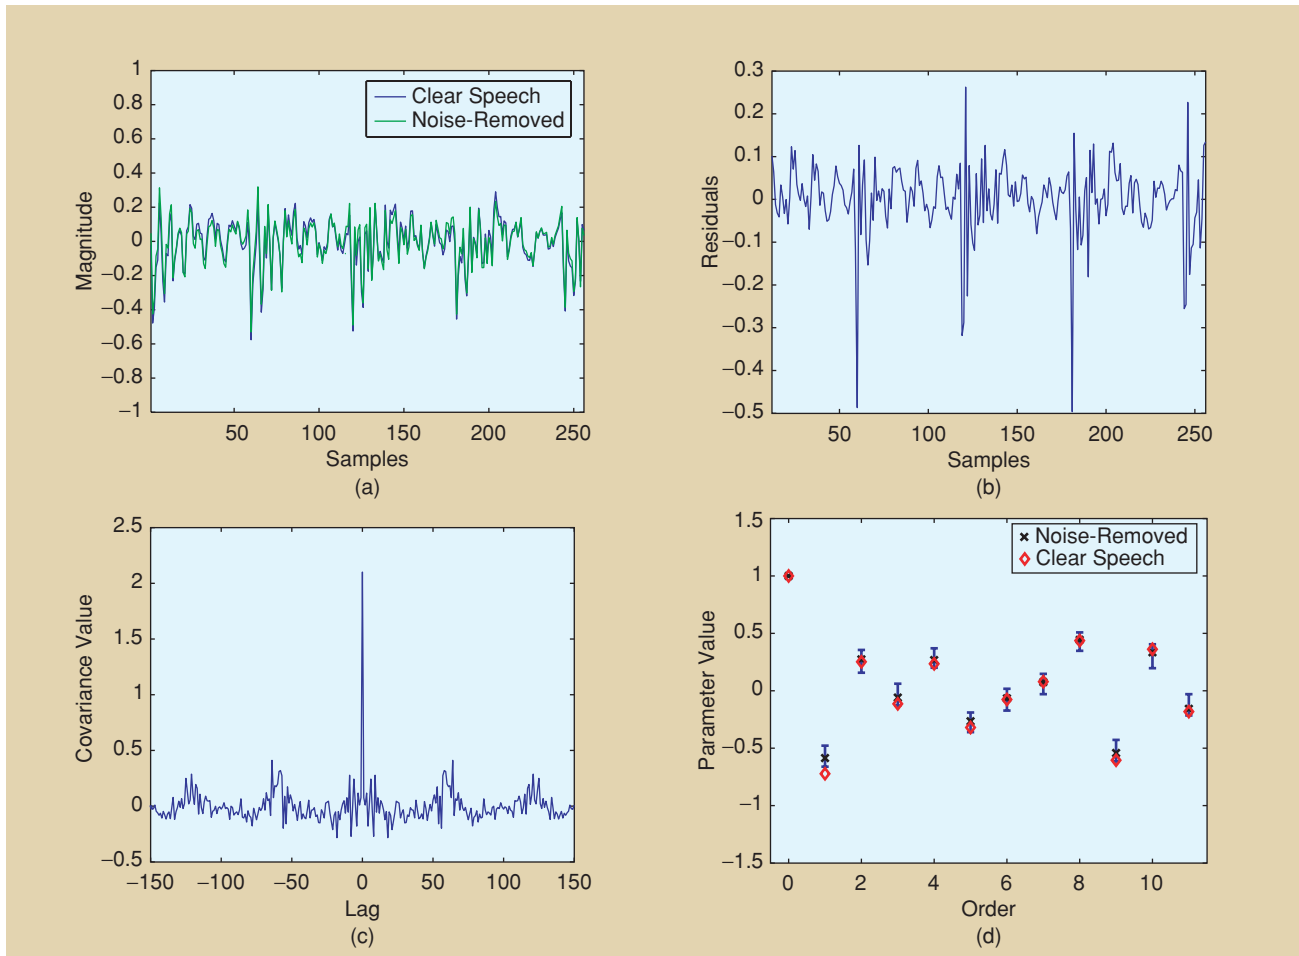 1
0.8
0.6
0.4
0.2
0
−0.2
−0.4
−0.6
−0.8
−1
Magnitude
Clear Speech
Noise-Removed
50 100 150 200 250
Samples
(a)
0.3
0.2
0.1
0
−0.1
−0.2
−0.3
−0.4
−0.5
Residuals
50 100 150 200 250
Samples
(b)
2.5
2
1.5
1
0.5
0
−0.5
Covariance Value
−150 −100 −50 0 50 100 150
Lag
(c)
1.5
1
0.5
0
−0.5
−1
−1.5
Parameter Value
Noise-Removed
Clear Speech
0 2 4 6 8 10
Order
(d)